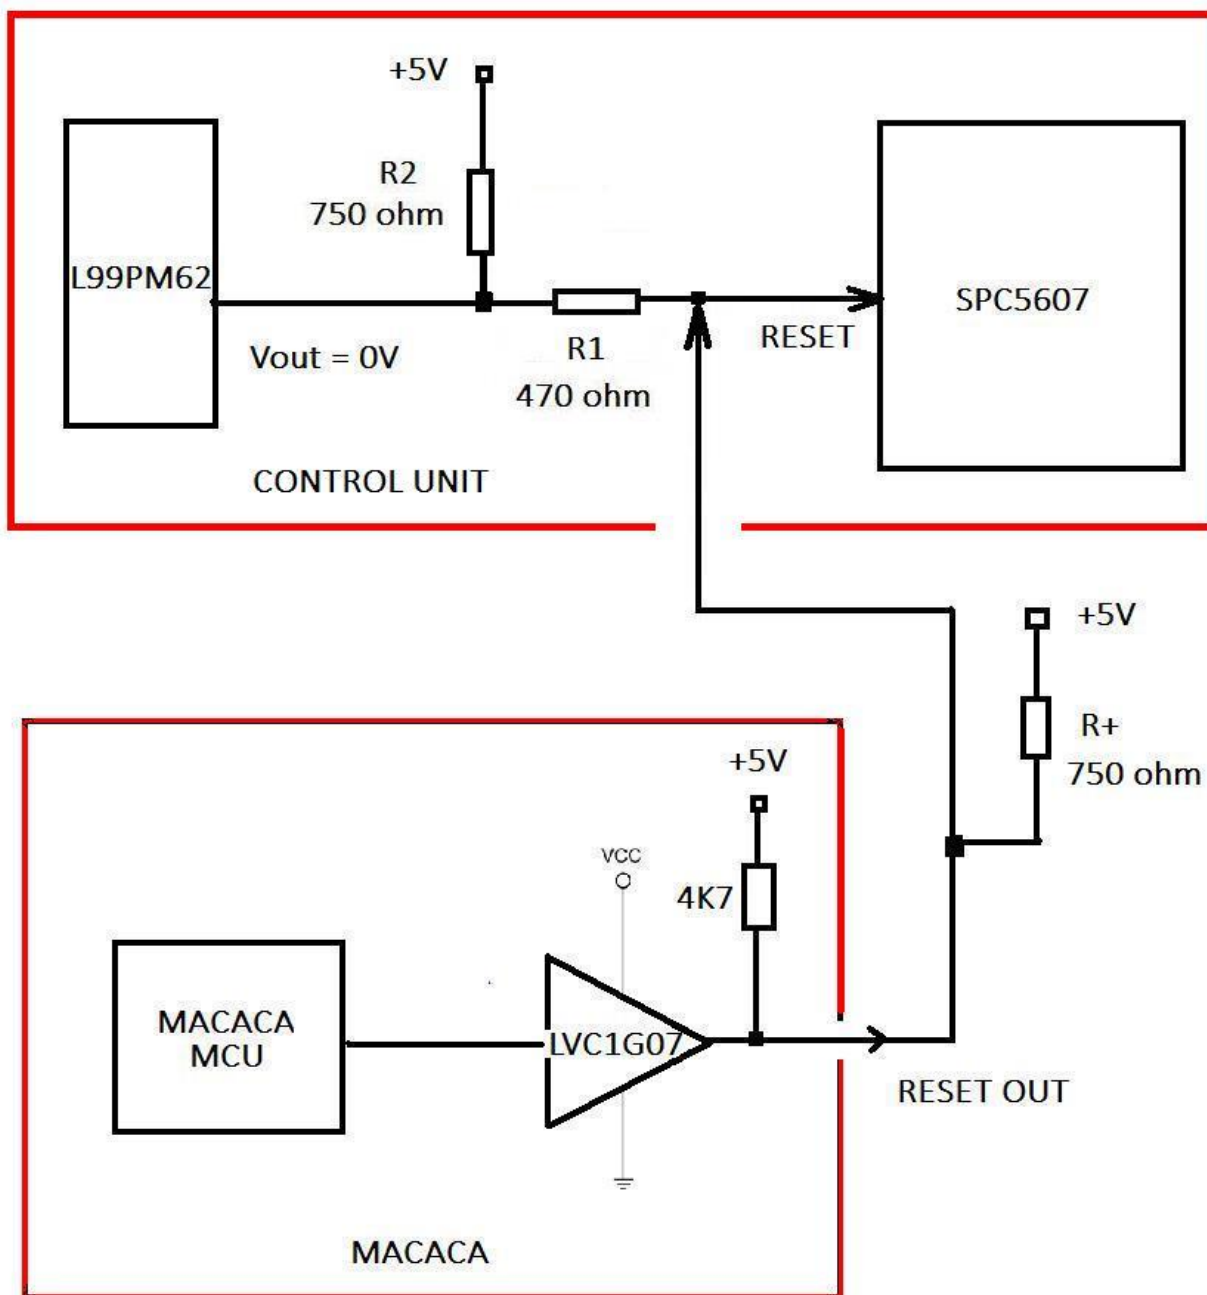 +5V
R2
750 ohm
L99PM62
Vout = 0V
R1
470 ohm
RESET
SPC5607
CONTROL UNIT
+5V
R+
750 ohm
+5V
4K7
VCC
MACACA
MCU
LVC1G07
RESET OUT
MACACA